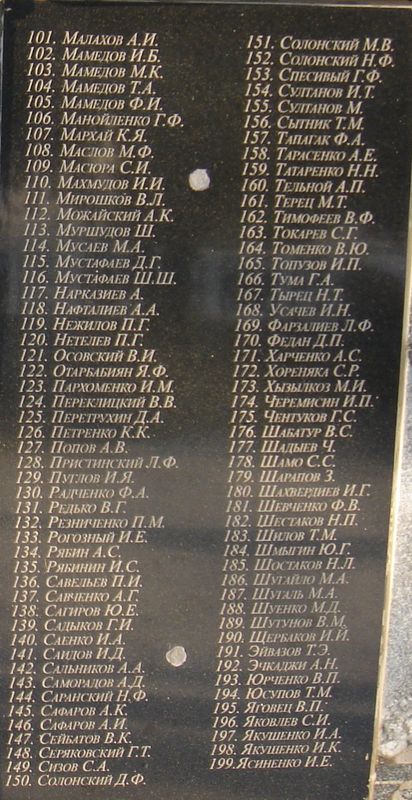 101. Малахов А.И.
102. Мамедов И.Б.
103. Мамедов М.К.
104. Мамедов Т.А.
105. Мамедов Ф.И.
106. Манойленко Г.Ф.
107. Мархай К.Я.
108. Маслов М.Ф.
109. Масюра С.И.
110. Махмудов И.И.
111. Мирошков В.Л.
112. Можайский А.К.
113. Муршудов Ш.
114. Мусаев М.А.
115. Мустафаев Д.Г.
116. Мустафаев Ш.Ш.
117. Нарказиев А.
118. Нафталиев А.А.
119. Нежилов П.Г.
120. Нетелев П.Г.
121. Осовский В.И.
122. Отарбабиян Я.Ф.
123. Пархоменко И.М.
124. Переклицкий В.В.
125. Перетрухин Д.А.
126. Петренко К.К.
127. Попов А.В.
128. Пристинский Л.Ф.
129. Пуглов И.Я.
130. Радченко Ф.А.
131. Редько В.Г.
132. Резниченко П.М.
133. Рогозный И.Е.
134. Рябин А.С.
135. Рябинин И.С.
136. Савельев П.И.
137. Савченко А.Г.
138. Сагиров Ю.Е.
139. Садыков Г.И.
140. Саенко И.А.
141. Саидов И.Д.
142. Сальников А.А.
143. Саморадов А.Д.
144. Саранский Н.Ф.
145. Сафаров А.К.
146. Сафаров А.И.
147. Сейбатов В.К.
148. Серяковский Г.Т.
149. Сизов С.А.
150. Солонский Д.Ф.
151. Солонский М.В.
152. Солонский Н.Ф.
153. Спесивый Г.Ф.
154. Султанов И.Т.
155. Султанов М.
156. Сытник Т.М.
157. Тапагак Ф.А.
158. Тарасенко А.Е.
159. Татаренко Н.Н.
160. Тельной А.П.
161. Терец М.Т.
162. Тимофеев В.Ф.
163. Токарев С.Г.
164. Томенко В.Ю.
165. Топузов И.П.
166. Тума Г.А.
167. Тырец Н.Т.
168. Усачев И.Н.
169. Фарзалиев Л.Ф.
170. Федан Д.П.
171. Харченко А.С.
172. Хореняка С.Р.
173. Хызылкоз М.И.
174. Черемисин И.П.
175. Чентуков Г.С.
176. Шабатур В.С.
177. Шадыев Ч.
178. Шамо С.С.
179. Шарапов З.
180. Шахвердиев И.Г.
181. Шевченко Ф.В.
182. Шестаков Н.П.
183. Шилов Т.М.
184. Шмыгин Ю.Г.
185. Шостаков Н.Л.
186. Шугайло М.А.
187. Шугаль М.А.
188. Шуенко М.Д.
189. Шутунов В.М.
190. Щербаков И.И.
191. Эйвазов Т.Э.
192. Эчкаджи А.Н.
193. Юрченко В.П.
194. Юсупов Т.М.
195. Яговец В.П.
196. Яковлев С.И.
197. Якушенко И.А.
198. Якушенко И.К.
199. Ясиненко И.Е.